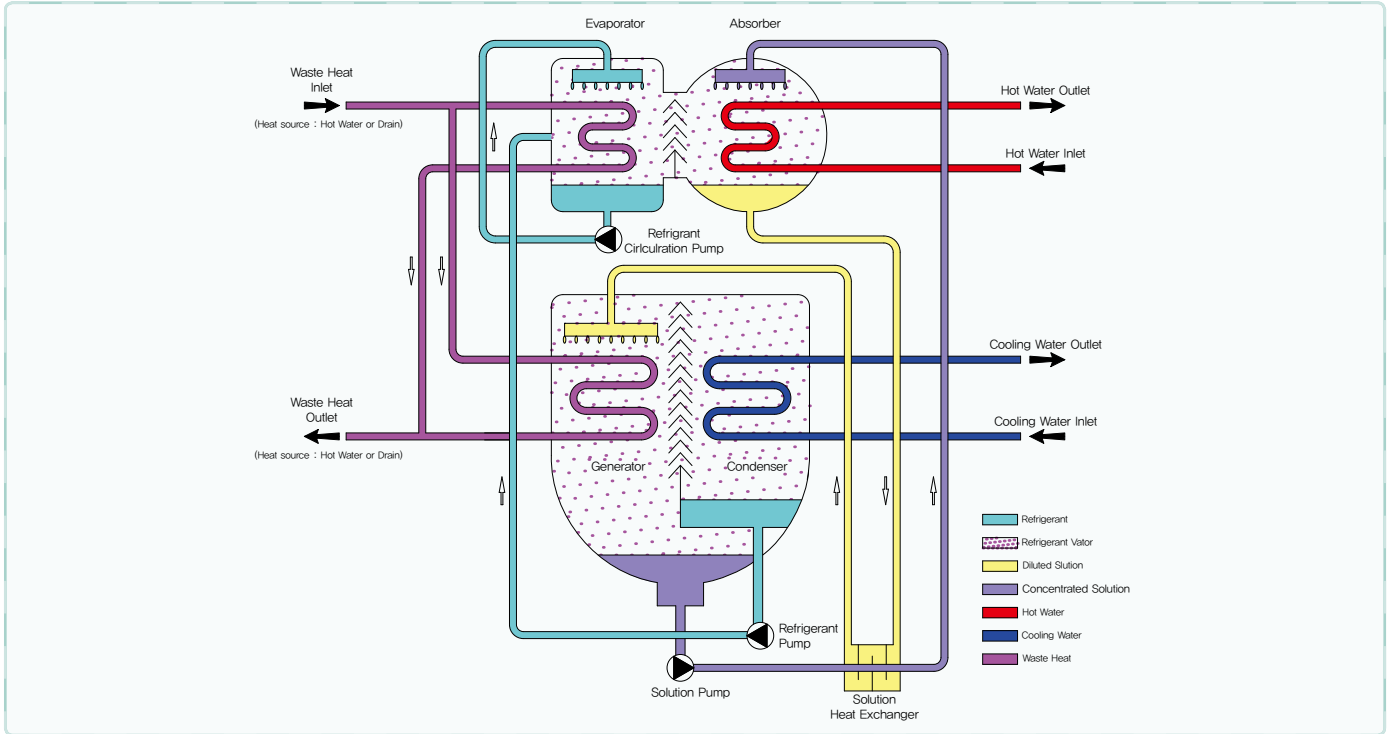 Evaporator
Absorber
Waste Heat
Inlet
(Heat source : Hot Water or Drain)
Hot Water Outlet
Hot Water Inlet
Refrigrant
Cirlculration Pump
Cooling Water Outlet
Waste Heat
Outlet
(Heat source : Hot Water or Drain)
Cooling Water Inlet
Generator
Condenser
Refrigerant
Refrigerant Vator
Diluted Slution
Concentrated Solution
Hot Water
Cooling Water
Waste Heat
Refrigerant
Pump
Solution Pump
Solution
Heat Exchanger